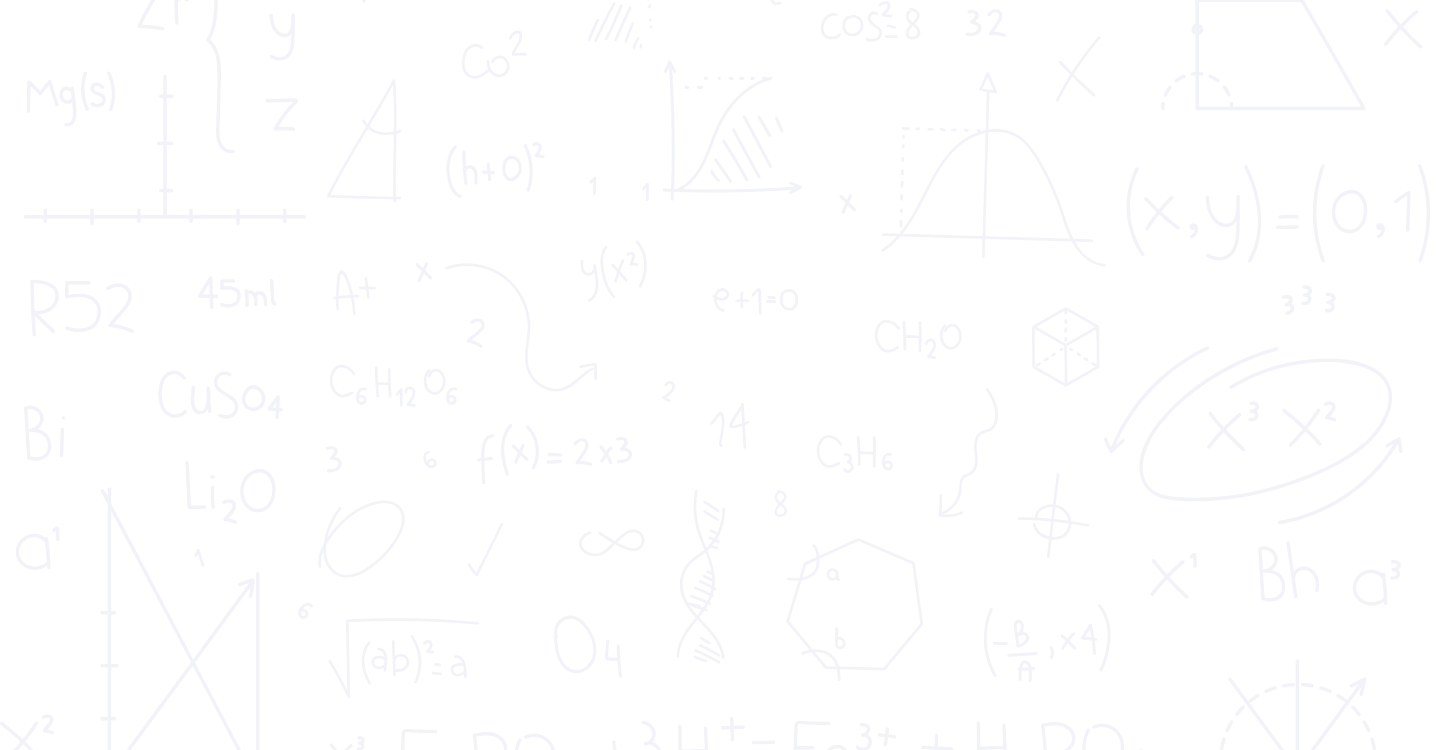 y
z
Co²
cos²=8
32
x
Mg(s)
(h+0)²
1
1
x
(x,y)=(0,1)
R52
45ml
A+
x
2
y(x²)
e+1=0
CH₂O
3³3
CuSo₄
C₆H₁₂O₆
2
14
x³ x²
Bi
3
6
f(x)=2x3
C₃H₆
Li₂O
8
a¹
1
∞
a
x¹
Bh
a³
6
√(ab)²=a
O₄
b
(-B/A,x4)
x²
x³